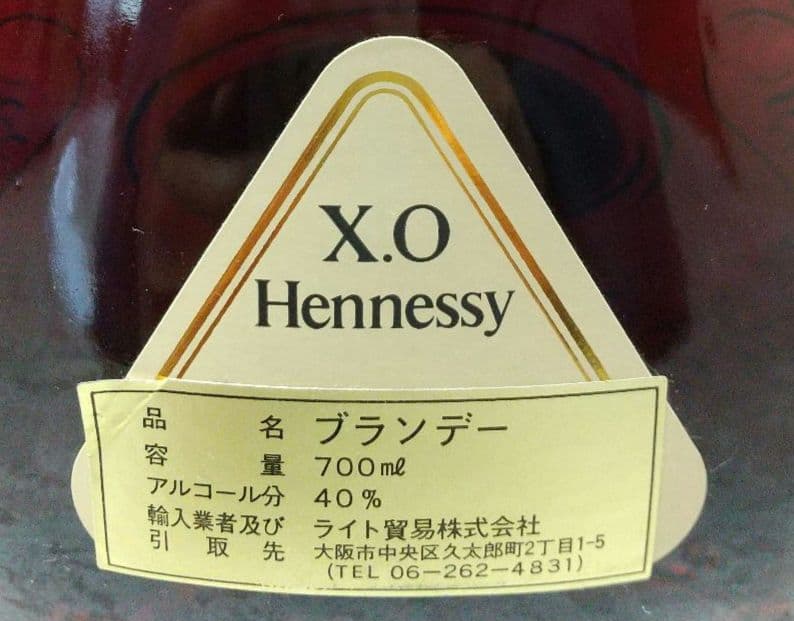 X.O
Hennessy
品名 ブランデー
容量 700㎖
アルコール分 40%
輸入業者及び ライト貿易株式会社
引取先 大阪市中央区久太郎町2丁目1-5
(TEL 06-262-4831)